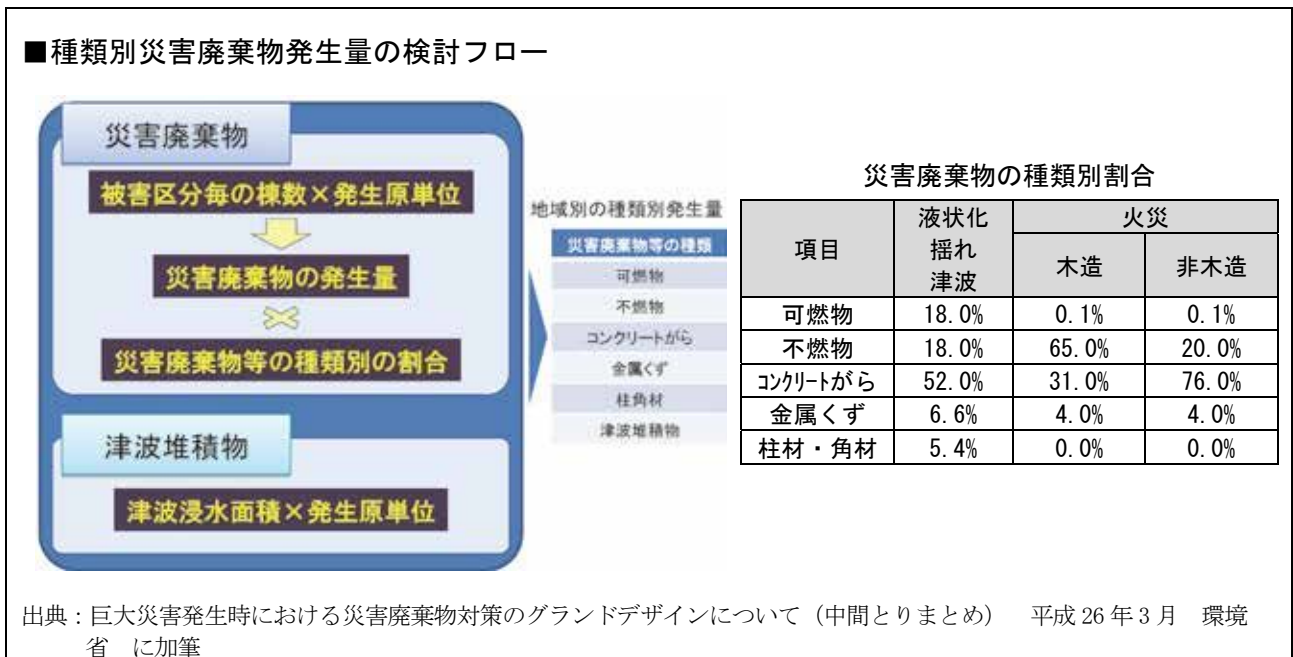 ■種類別災害廃棄物発生量の検討フロー
災害廃棄物
被害区分毎の棟数×発生原単位
災害廃棄物の発生量
×
災害廃棄物等の種類別の割合
津波堆積物
津波浸水面積×発生原単位
地域別の種類別発生量
災害廃棄物等の種類
可燃物
不燃物
コンクリートがら
金属くず
柱角材
津波堆積物
災害廃棄物の種類別割合
項目 液状化 揺れ 津波 火災
木造 非木造
可燃物 18.0% 0.1% 0.1%
不燃物 18.0% 65.0% 20.0%
コンクリートがら 52.0% 31.0% 76.0%
金属くず 6.6% 4.0% 4.0%
柱材・角材 5.4% 0.0% 0.0%
出典：巨大災害発生時における災害廃棄物対策のグランドデザインについて（中間とりまとめ） 平成26年3月 環境
省 に加筆